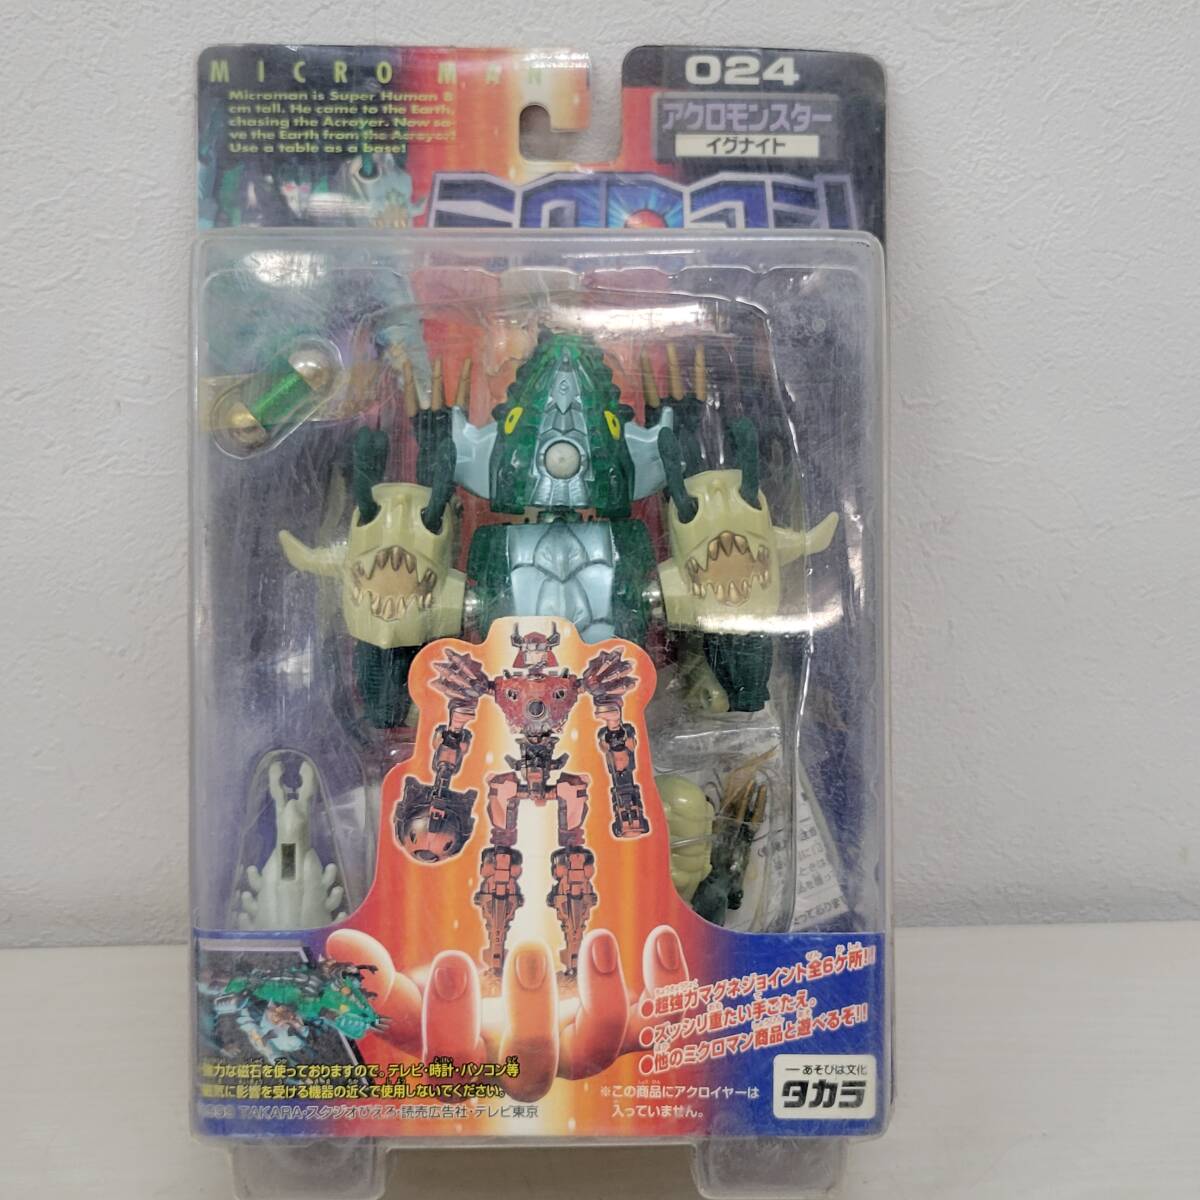 MICRO MAN
Microman is Super Human 8
cm tall. He came to the Earth,
chasing the Acroyer. Now sa-
ve the Earth from the Acroyer!
Use a table as a base!
024
アクロモンスター
イグナイト
ミクロマン
●超強力マグネジョイント全6ケ所!!
●ズッシリ重たい手ごたえ。
●他のミクロマン商品と遊べるぞ!!
強力な磁石を使っておりますので、テレビ・時計・パソコン等
磁気に影響を受ける機器の近くで使用しないでください。
1999 TAKARA・スタジオぴえろ・読売広告社・テレビ東京
※この商品にアクロイヤーは
入っていません。
あそびは文化
タカラ